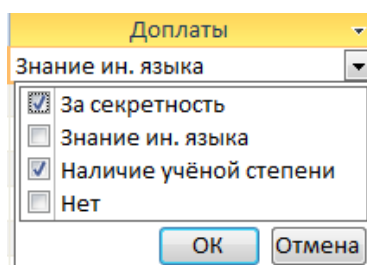 Доплаты
Знание ин. языка
За секретность
Знание ин. языка
Наличие учёной степени
Нет
ОК Отмена